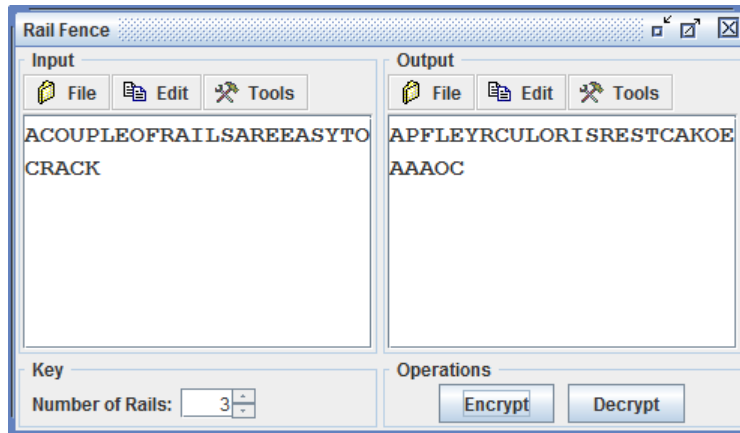 Rail Fence
Input
File Edit Tools
ACOUPLEOFRAILSAREEASYTO
CRACK
Output
File Edit Tools
APFLEYRCULORISRESTCAKOE
AAAOC
Key
Number of Rails: 3
Operations
Encrypt Decrypt